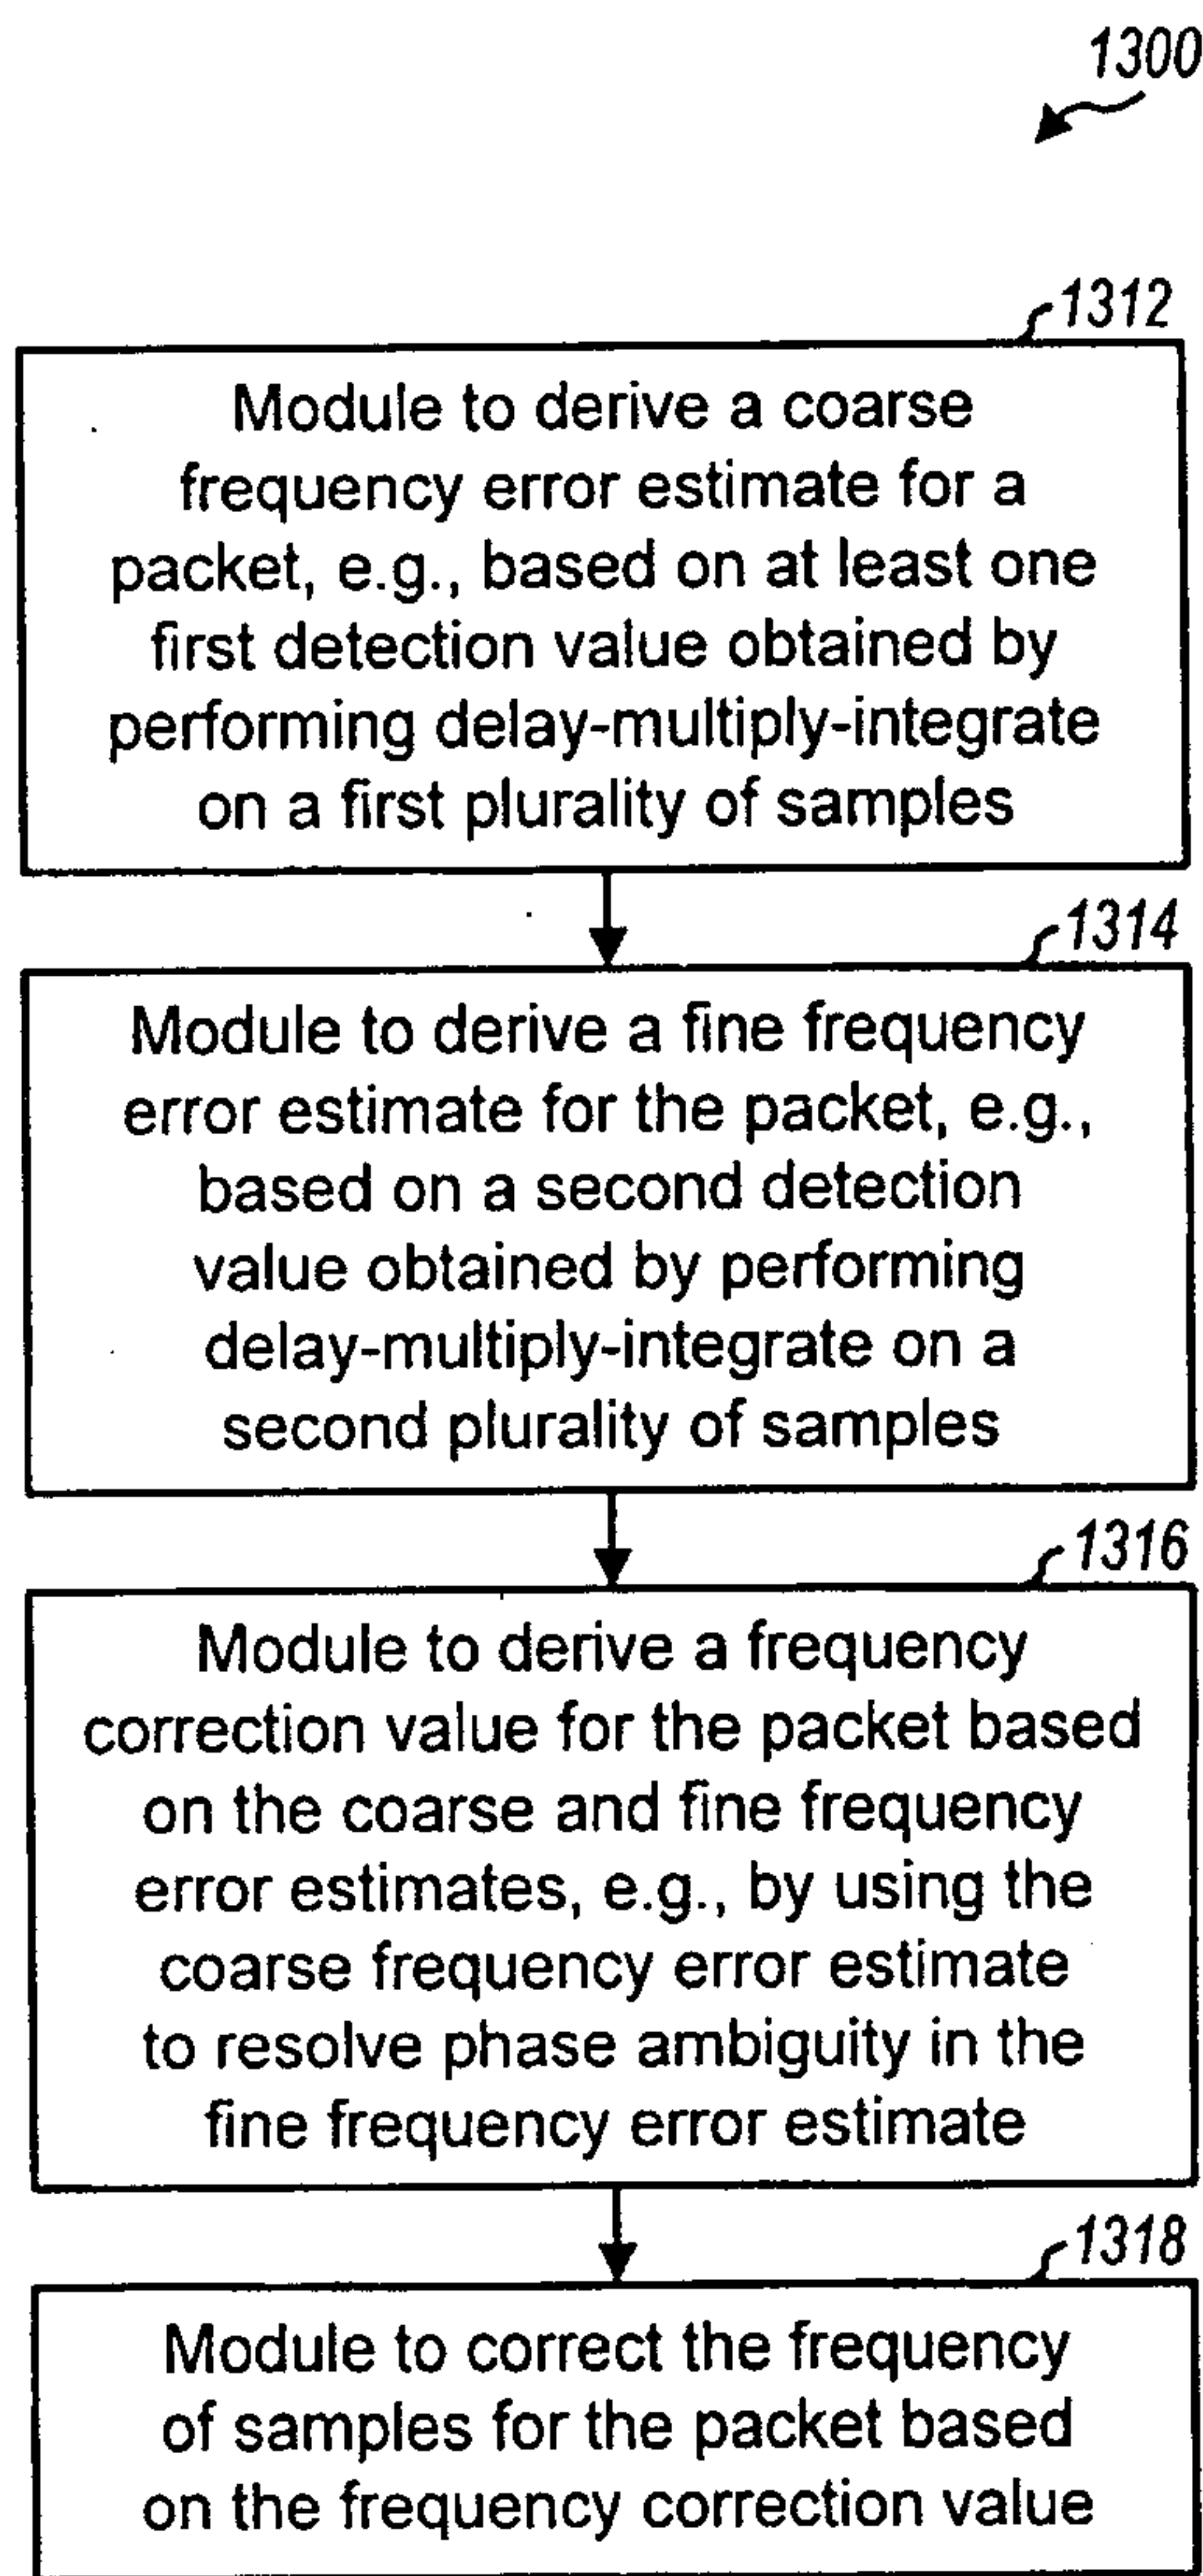 1300
1312
Module to derive a coarse
frequency error estimate for a
packet, e.g., based on at least one
first detection value obtained by
performing delay-multiply-integrate
on a first plurality of samples
1314
Module to derive a fine frequency
error estimate for the packet, e.g.,
based on a second detection
value obtained by performing
delay-multiply-integrate on a
second plurality of samples
1316
Module to derive a frequency
correction value for the packet based
on the coarse and fine frequency
error estimates, e.g., by using the
coarse frequency error estimate
to resolve phase ambiguity in the
fine frequency error estimate
1318
Module to correct the frequency
of samples for the packet based
on the frequency correction value